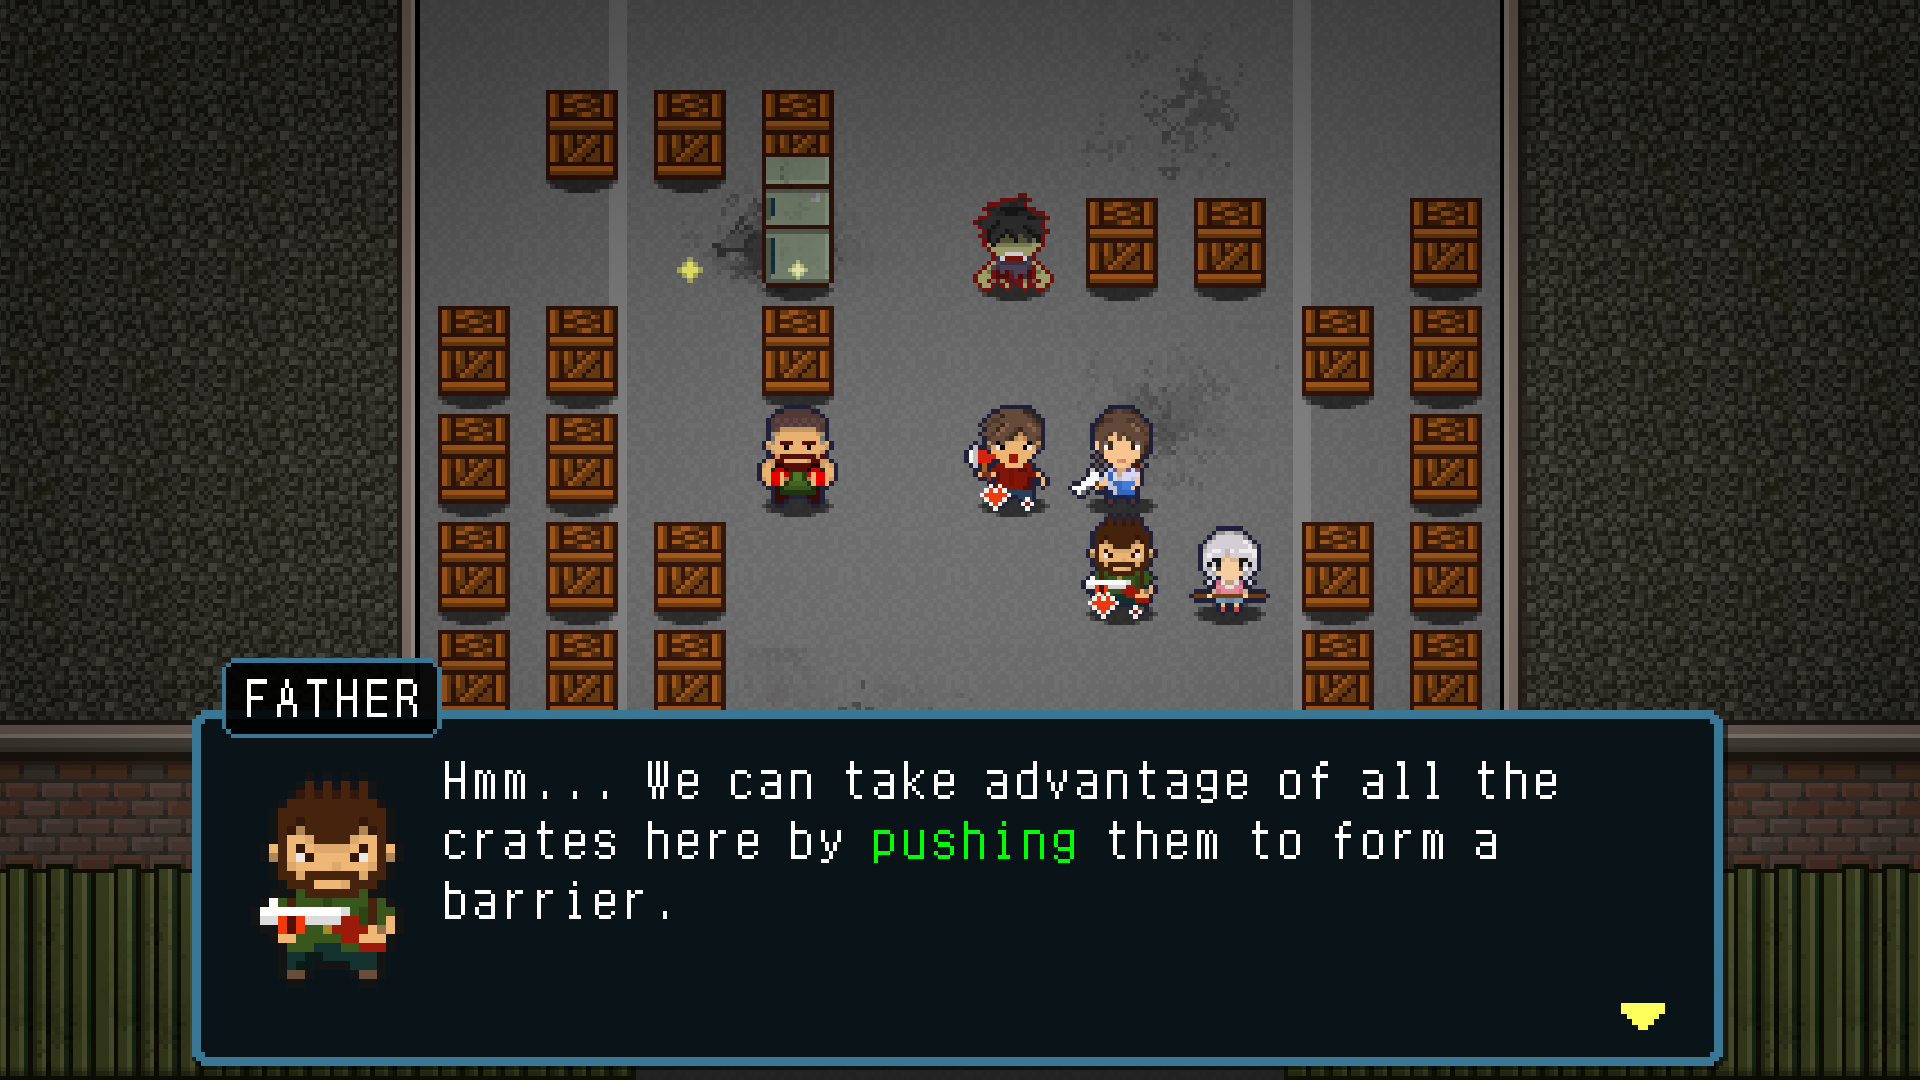 FATHER
Hmm... We can take advantage of all the
crates here by pushing them to form a
barrier.